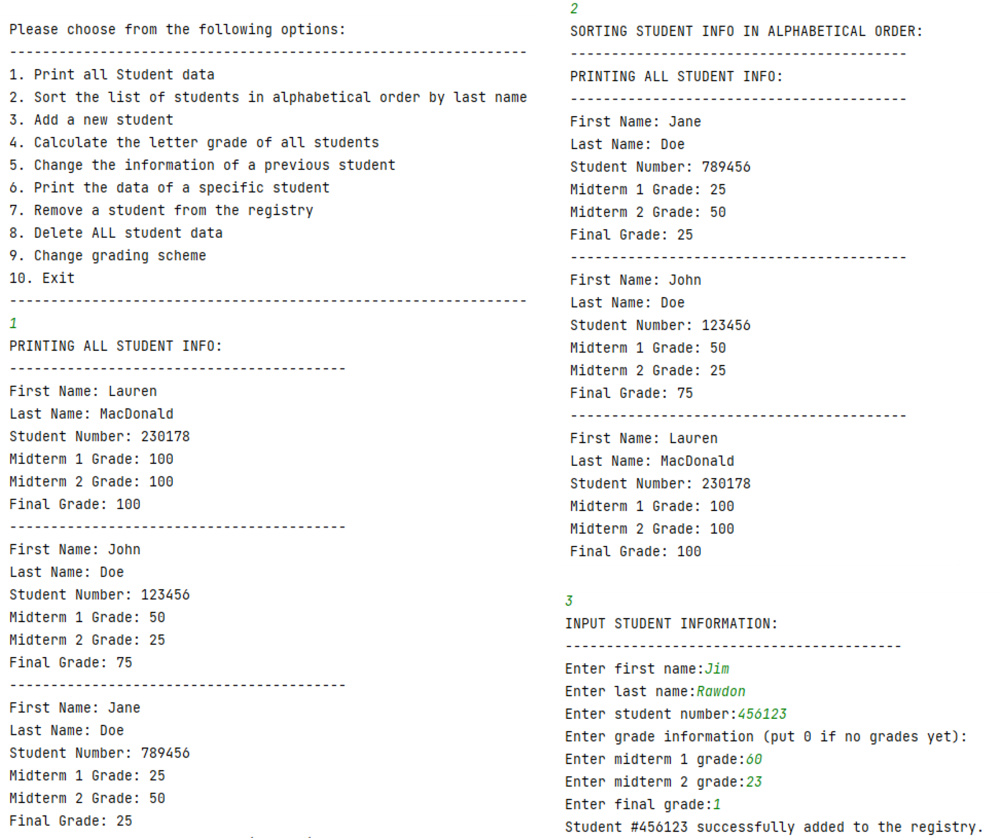 Please choose from the following options:
---------------------------------------------------------------
1. Print all Student data
2. Sort the list of students in alphabetical order by last name
3. Add a new student
4. Calculate the letter grade of all students
5. Change the information of a previous student
6. Print the data of a specific student
7. Remove a student from the registry
8. Delete ALL student data
9. Change grading scheme
10. Exit
---------------------------------------------------------------
1
PRINTING ALL STUDENT INFO:
-----------------------------------------
First Name: Lauren
Last Name: MacDonald
Student Number: 230178
Midterm 1 Grade: 100
Midterm 2 Grade: 100
Final Grade: 100
-----------------------------------------
First Name: John
Last Name: Doe
Student Number: 123456
Midterm 1 Grade: 50
Midterm 2 Grade: 25
Final Grade: 75
-----------------------------------------
First Name: Jane
Last Name: Doe
Student Number: 789456
Midterm 1 Grade: 25
Midterm 2 Grade: 50
Final Grade: 25
2
SORTING STUDENT INFO IN ALPHABETICAL ORDER:
-----------------------------------------
PRINTING ALL STUDENT INFO:
-----------------------------------------
First Name: Jane
Last Name: Doe
Student Number: 789456
Midterm 1 Grade: 25
Midterm 2 Grade: 50
Final Grade: 25
-----------------------------------------
First Name: John
Last Name: Doe
Student Number: 123456
Midterm 1 Grade: 50
Midterm 2 Grade: 25
Final Grade: 75
-----------------------------------------
First Name: Lauren
Last Name: MacDonald
Student Number: 230178
Midterm 1 Grade: 100
Midterm 2 Grade: 100
Final Grade: 100
3
INPUT STUDENT INFORMATION:
-----------------------------------------
Enter first name:Jim
Enter last name:Rawdon
Enter student number:456123
Enter grade information (put 0 if no grades yet):
Enter midterm 1 grade:60
Enter midterm 2 grade:23
Enter final grade:1
Student #456123 successfully added to the registry.